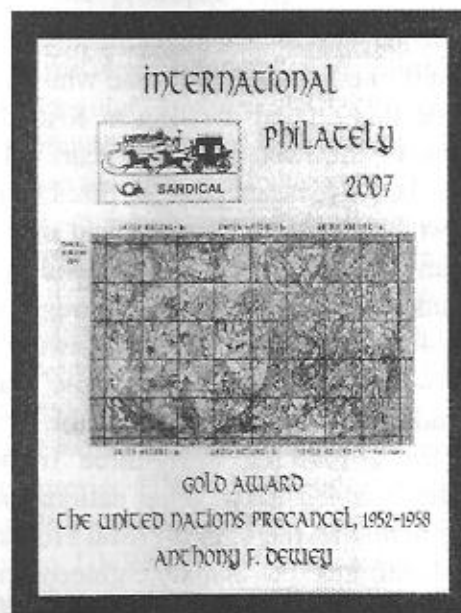 INTERNATIONAL
PHILATELY
SANDICAL
2007
GOLD AWARD
THE UNITED NATIONS PRECANCEL, 1952-1958
ANTHONY F. DEWEY